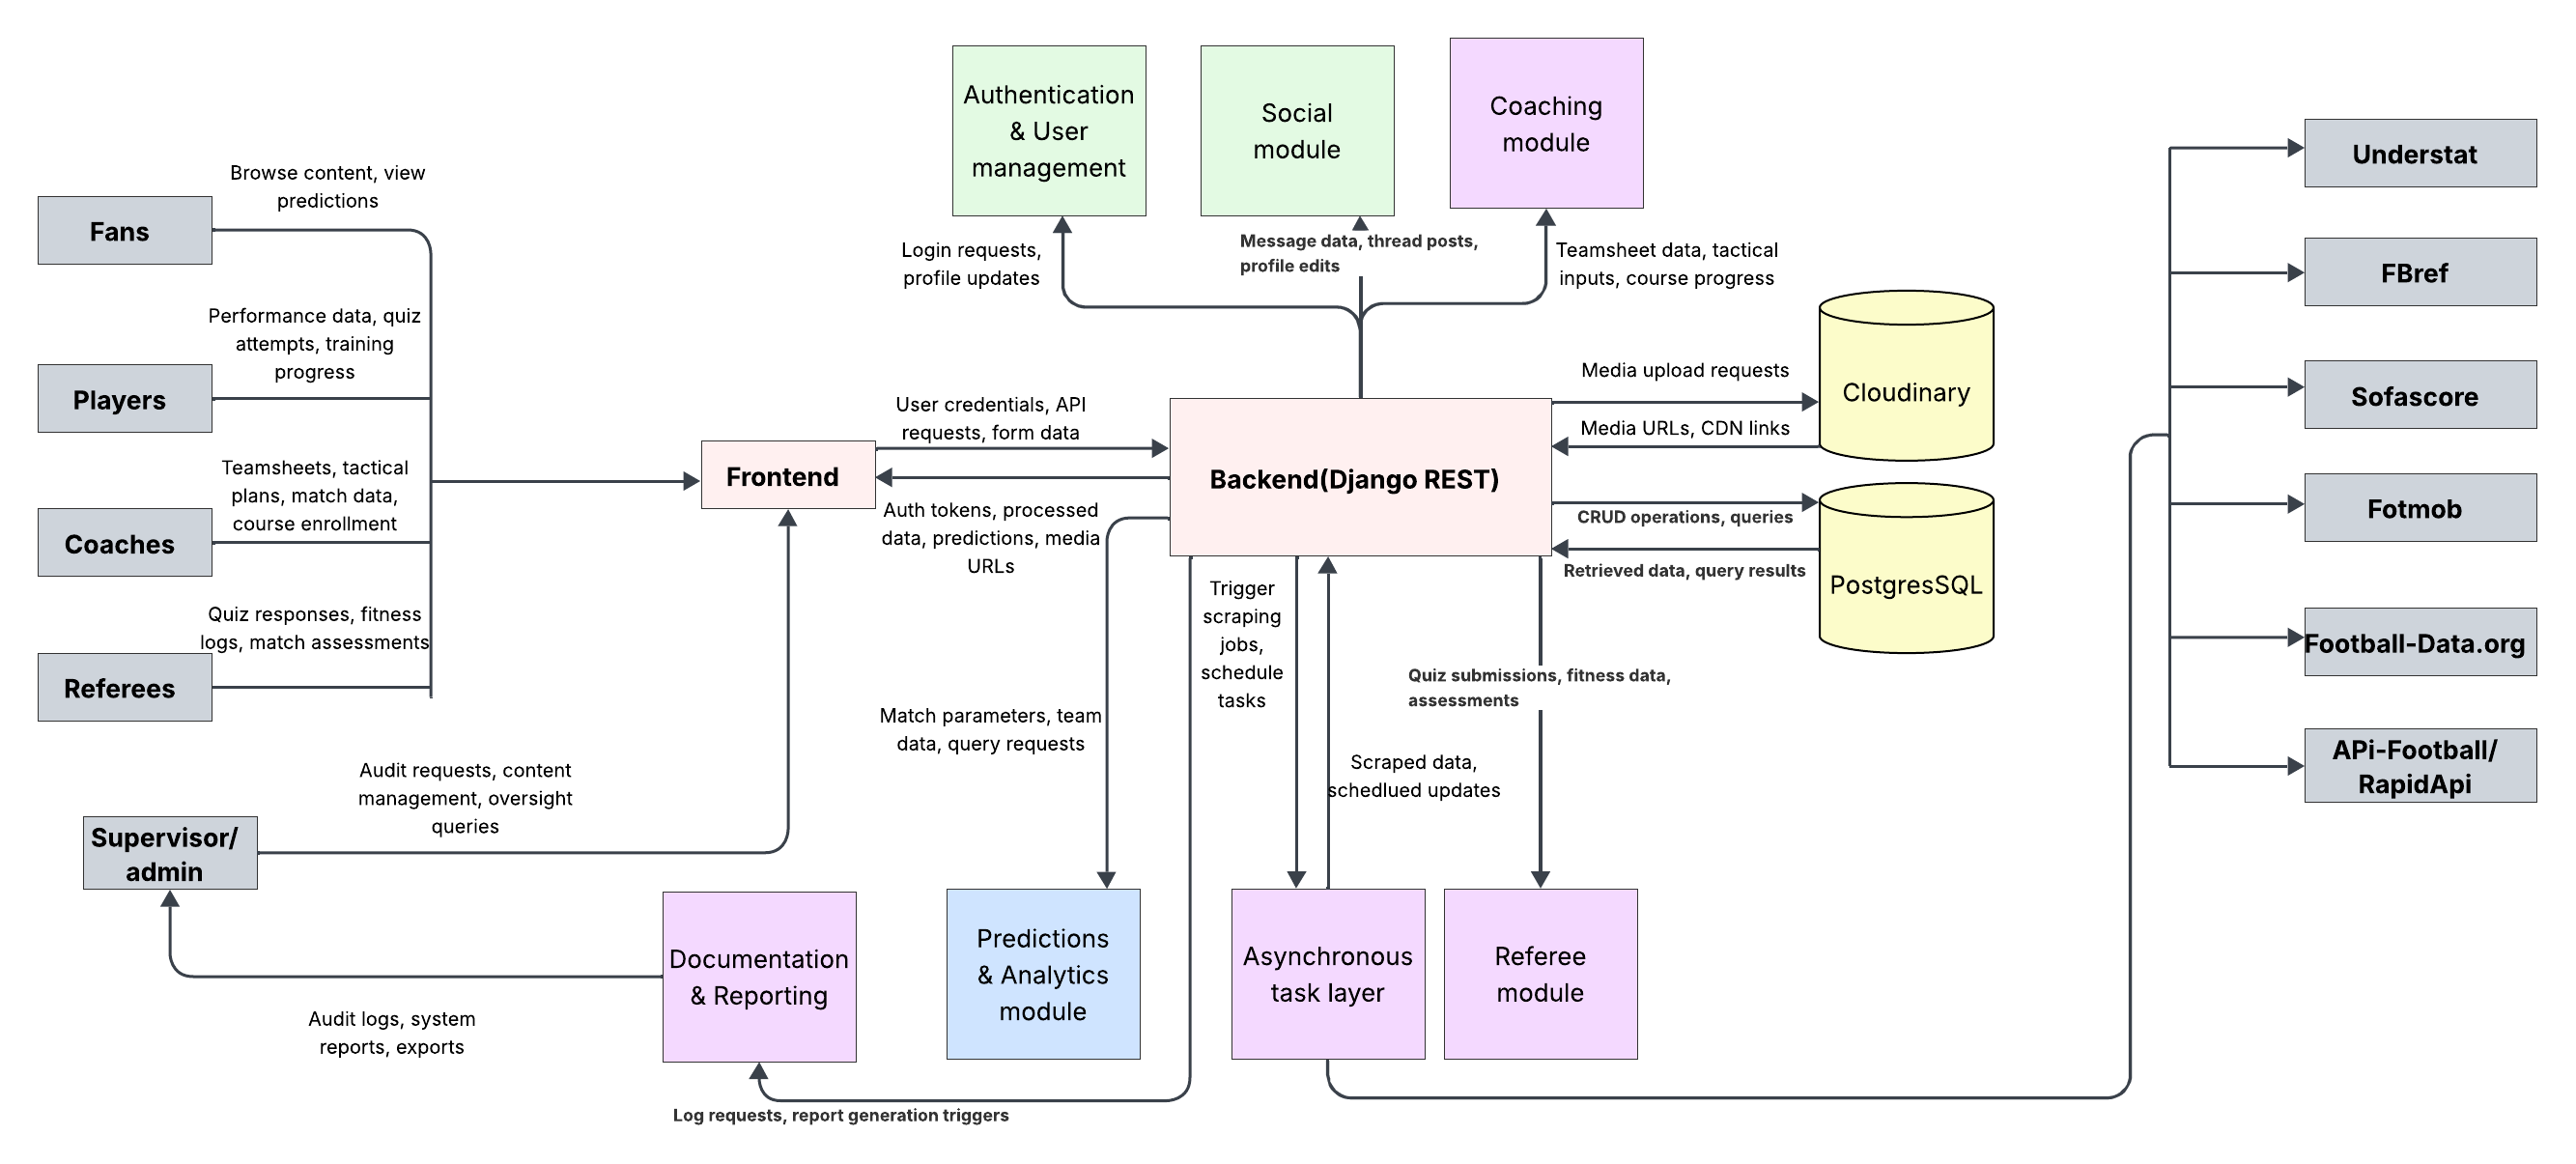 Authentication
& User
management
Social
module
Coaching
module
Understat
FBref
Sofascore
Fotmob
Football-Data.org
APi-Football/
RapidApi
Browse content, view
predictions
Fans
Performance data, quiz
attempts, training
progress
Players
Teamsheets, tactical
plans, match data,
course enrollment
Coaches
Quiz responses, fitness
logs, match assessments
Referees
Login requests,
profile updates
Message data, thread posts,
profile edits
Teamsheet data, tactical
inputs, course progress
Media upload requests
Cloudinary
Media URLs, CDN links
User credentials, API
requests, form data
Frontend
Backend(Django REST)
Auth tokens, processed
data, predictions, media
URLs
CRUD operations, queries
Retrieved data, query results
PostgresSQL
Trigger
scraping
jobs,
schedule
tasks
Quiz submissions, fitness data,
assessments
Match parameters, team
data, query requests
Scraped data,
schedlued updates
Audit requests, content
management, oversight
queries
Supervisor/
admin
Documentation
& Reporting
Predictions
& Analytics
module
Asynchronous
task layer
Referee
module
Audit logs, system
reports, exports
Log requests, report generation triggers